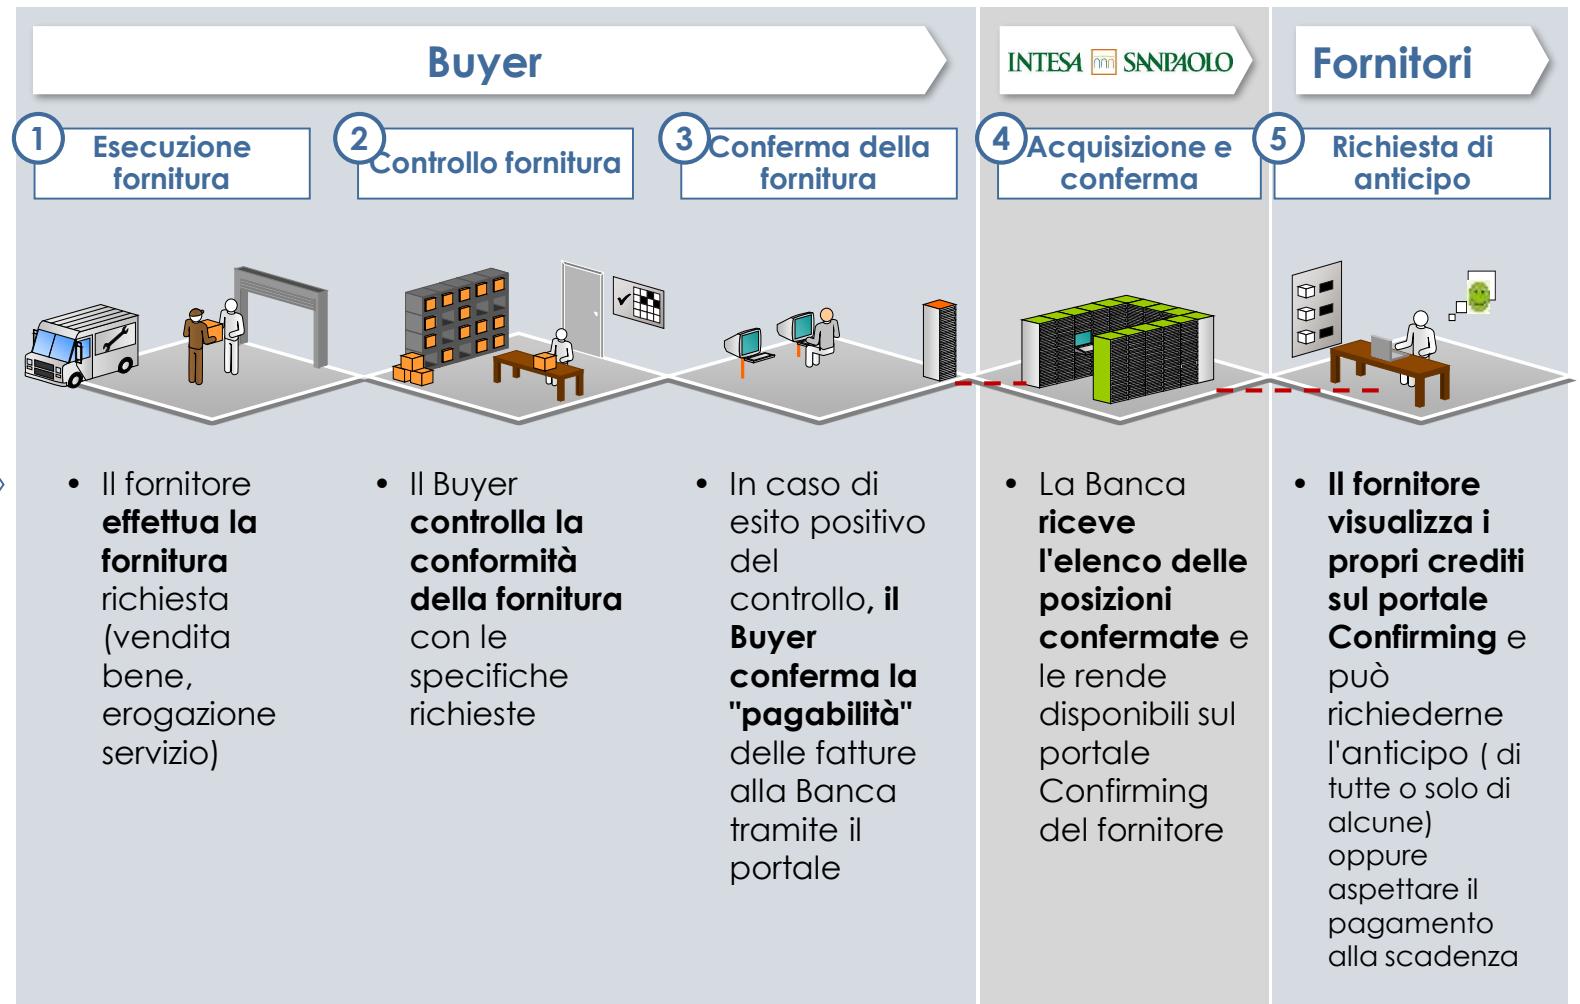 Buyer
INTESA SANPAOLO
Fornitori
1
Esecuzione
fornitura
2
Controllo fornitura
3
Conferma della
fornitura
4
Acquisizione e
conferma
5
Richiesta di
anticipo
• Il fornitore
effettua la
fornitura
richiesta
(vendita
bene,
erogazione
servizio)
• Il Buyer
controlla la
conformità
della fornitura
con le
specifiche
richieste
• In caso di
esito positivo
del
controllo, il
Buyer
conferma la
"pagabilità"
delle fatture
alla Banca
tramite il
portale
• La Banca
riceve
l'elenco delle
posizioni
confermate e
le rende
disponibili sul
portale
Confirming
del fornitore
• Il fornitore
visualizza i
propri crediti
sul portale
Confirming e
può
richiederne
l'anticipo ( di
tutte o solo di
alcune)
oppure
aspettare il
pagamento
alla scadenza